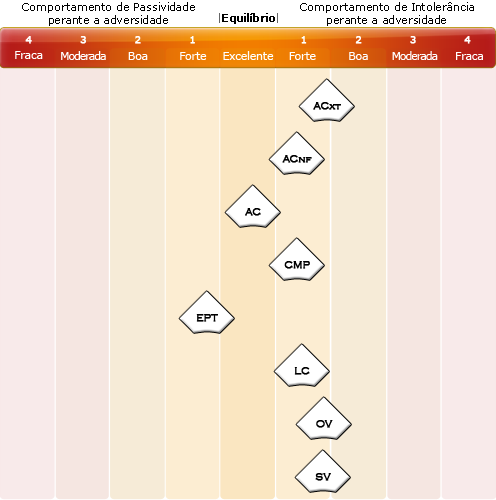 Comportamento de Passividade
perante a adversidade
|Equilíbrio|
Comportamento de Intolerância
perante a adversidade
4 3 2 1 1 2 3 4
Fraca Moderada Boa Forte Excelente Forte Boa Moderada Fraca
ACXT
ACNF
AC
CMP
EPT
LC
OV
SV